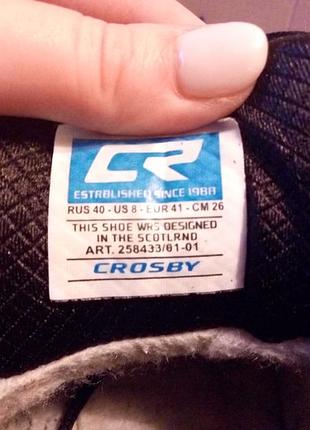 CR
ESTABLISHED SINCE 1988
RUS 40 - US 8 - EUR 41 - CM 26
THIS SHOE WAS DESIGNED
IN THE SCOTLAND
ART. 258433/01-01
CROSBY